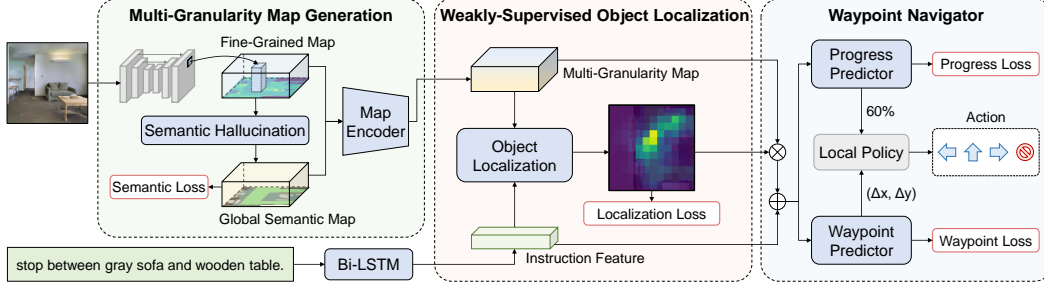 Multi-Granularity Map Generation
Fine-Grained Map
Semantic Hallucination
Map
Encoder
Semantic Loss
Global Semantic Map
stop between gray sofa and wooden table.
Bi-LSTM
Weakly-Supervised Object Localization
Multi-Granularity Map
Object
Localization
Localization Loss
Instruction Feature
Waypoint Navigator
Progress
Predictor
Progress Loss
60%
Action
Local Policy
(Δx, Δy)
Waypoint
Predictor
Waypoint Loss